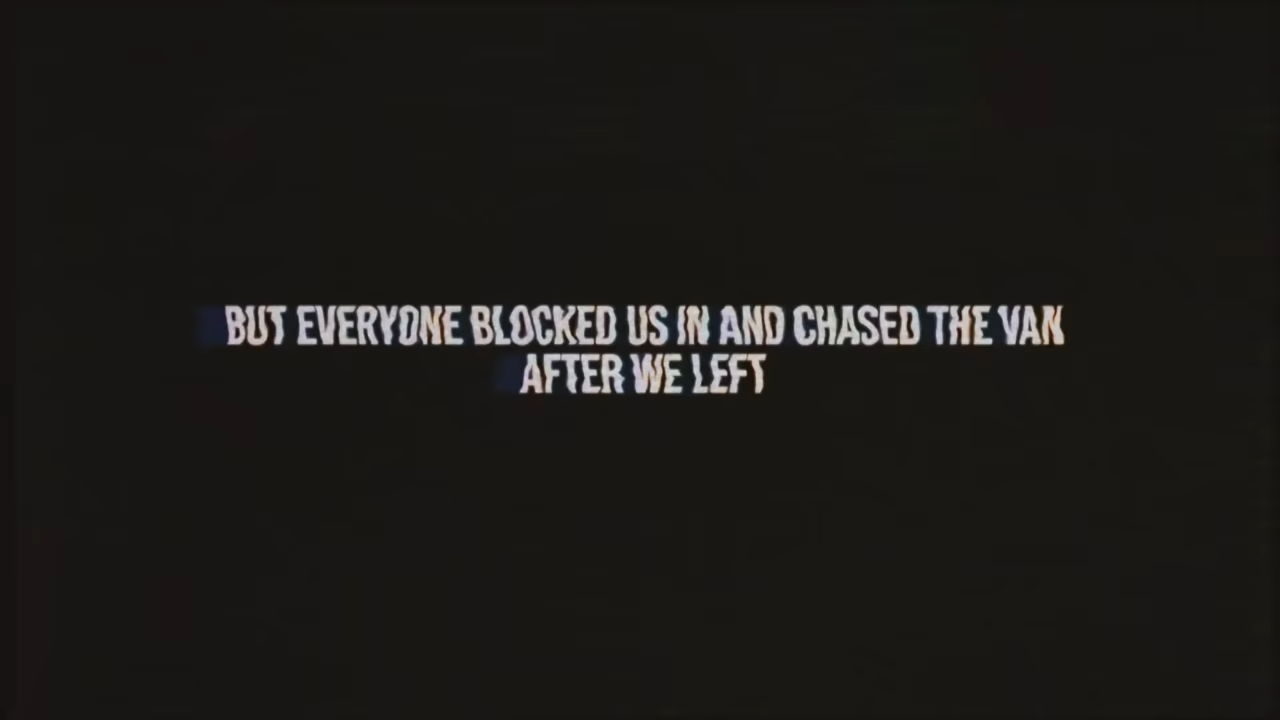 BUT EVERYONE BLOCKED US IN AND CHASED THE VAN
AFTER WE LEFT